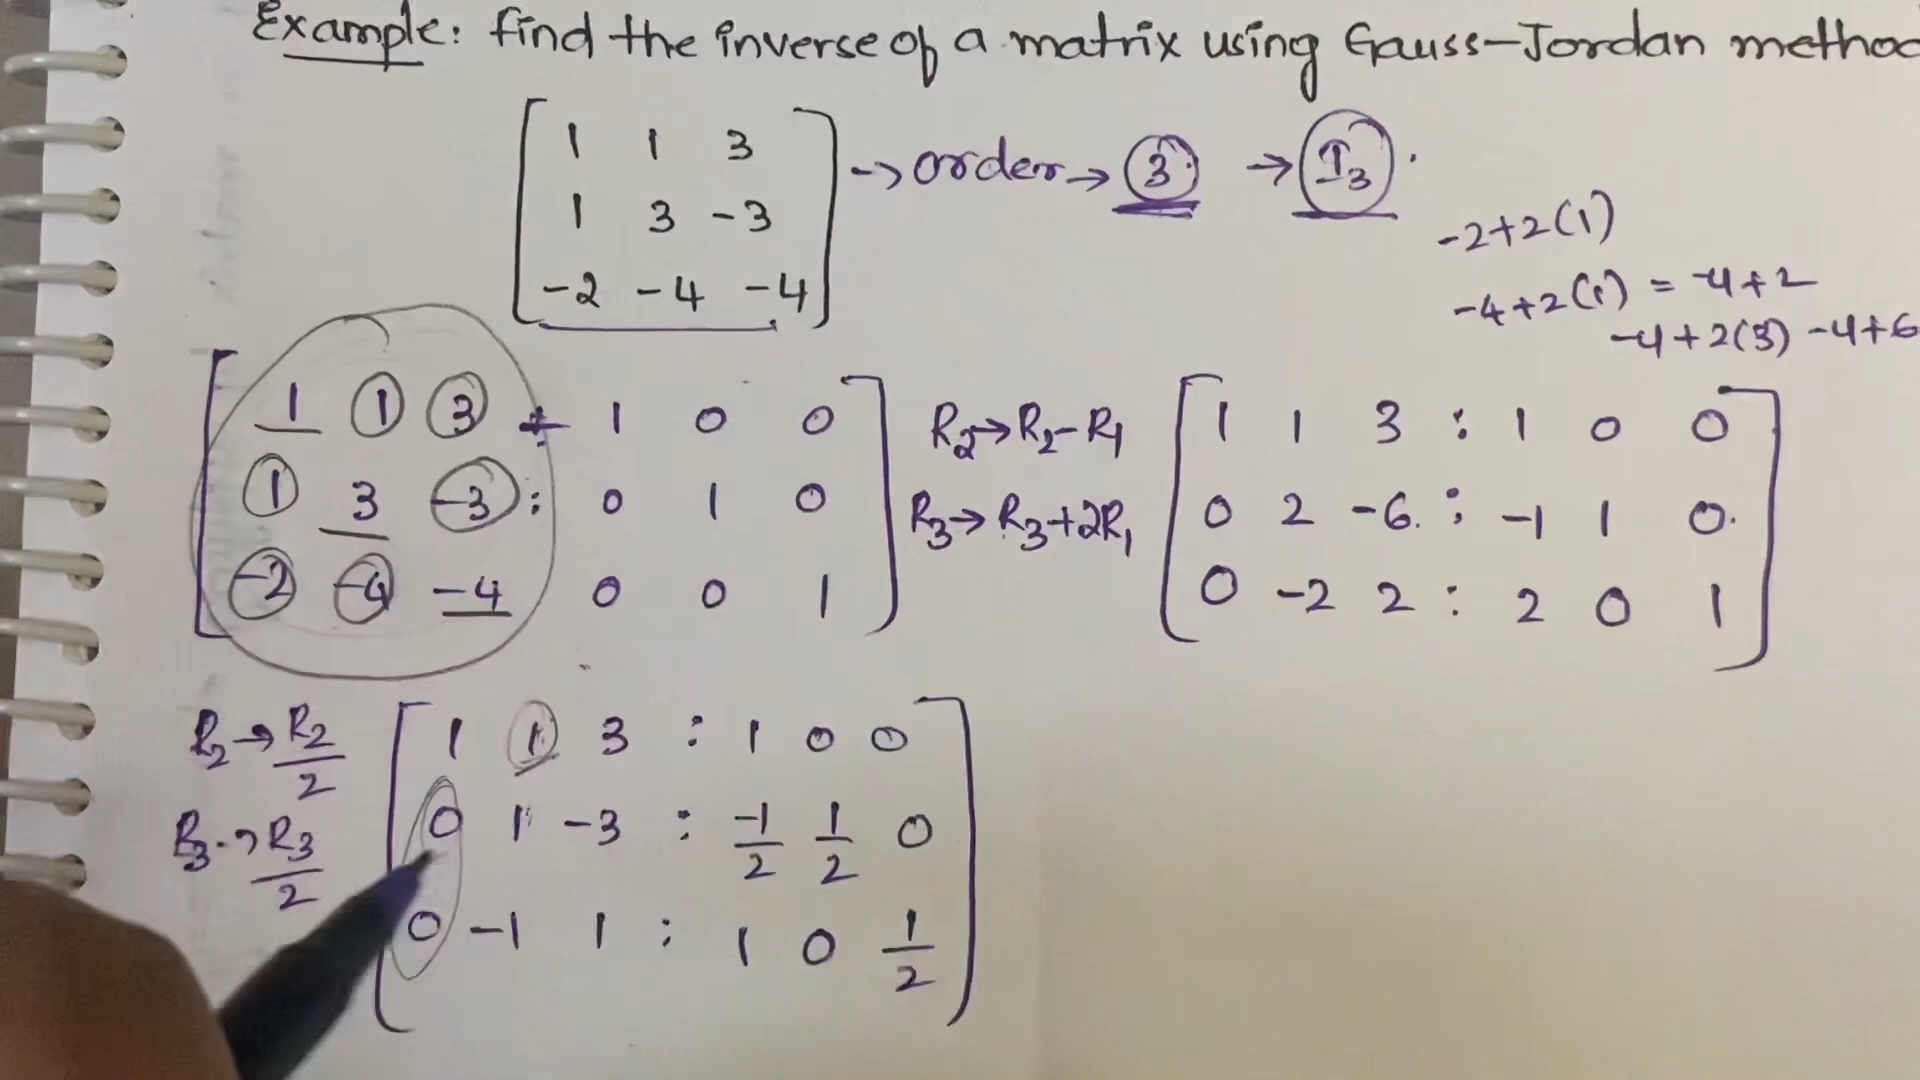 Example: find the inverse of a matrix using Gauss-Jordan method
1 1 3
1 3 -3
-2 -4 -4
→ order → 3 → I3 .
-2+2(1)
-4+2(1) = -4+2
-4+2(3) -4+6
1 1 3 : 1 0 0
1 3 -3 : 0 1 0
-2 -4 -4 0 0 1
R2→R2-R1
R3→R3+2R1
1 1 3 : 1 0 0
0 2 -6. : -1 1 0.
0 -2 2 : 2 0 1
R2→R2/2
R3→R3/2
1 1 3 : 1 0 0
0 1 -3 : -1/2 1/2 0
0 -1 1 : 1 0 1/2